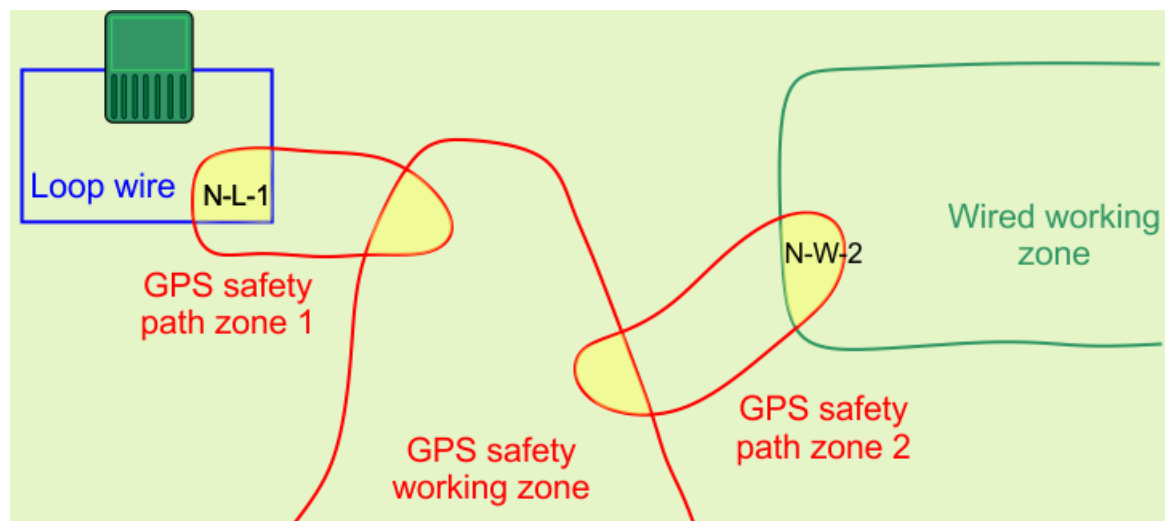 Loop wire
N-L-1
GPS safety
path zone 1
N-W-2
Wired working
zone
GPS safety
working zone
GPS safety
path zone 2